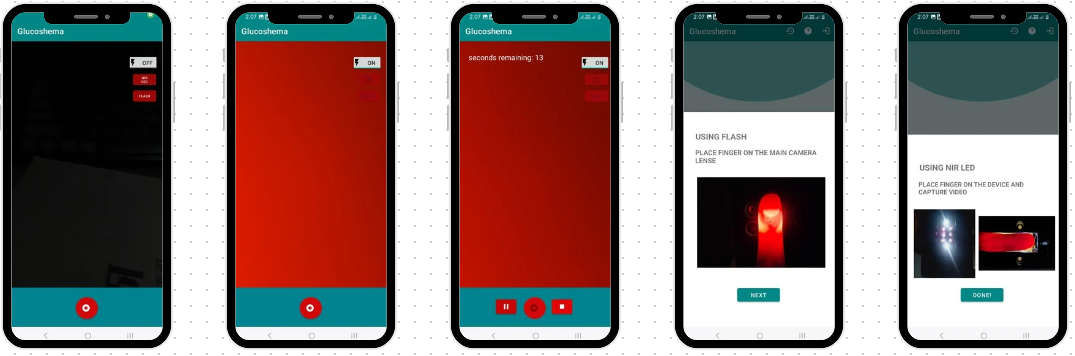 Glucoshema
OFF
NIR
LED
FLASH
2:07
Glucoshema
ON
2:07
Glucoshema
seconds remaining: 13
ON
2:07
Glucoshema
USING FLASH
PLACE FINGER ON THE MAIN CAMERA
LENSE
NEXT
2:07
Glucoshema
USING NIR LED
PLACE FINGER ON THE DEVICE AND
CAPTURE VIDEO
DONE!